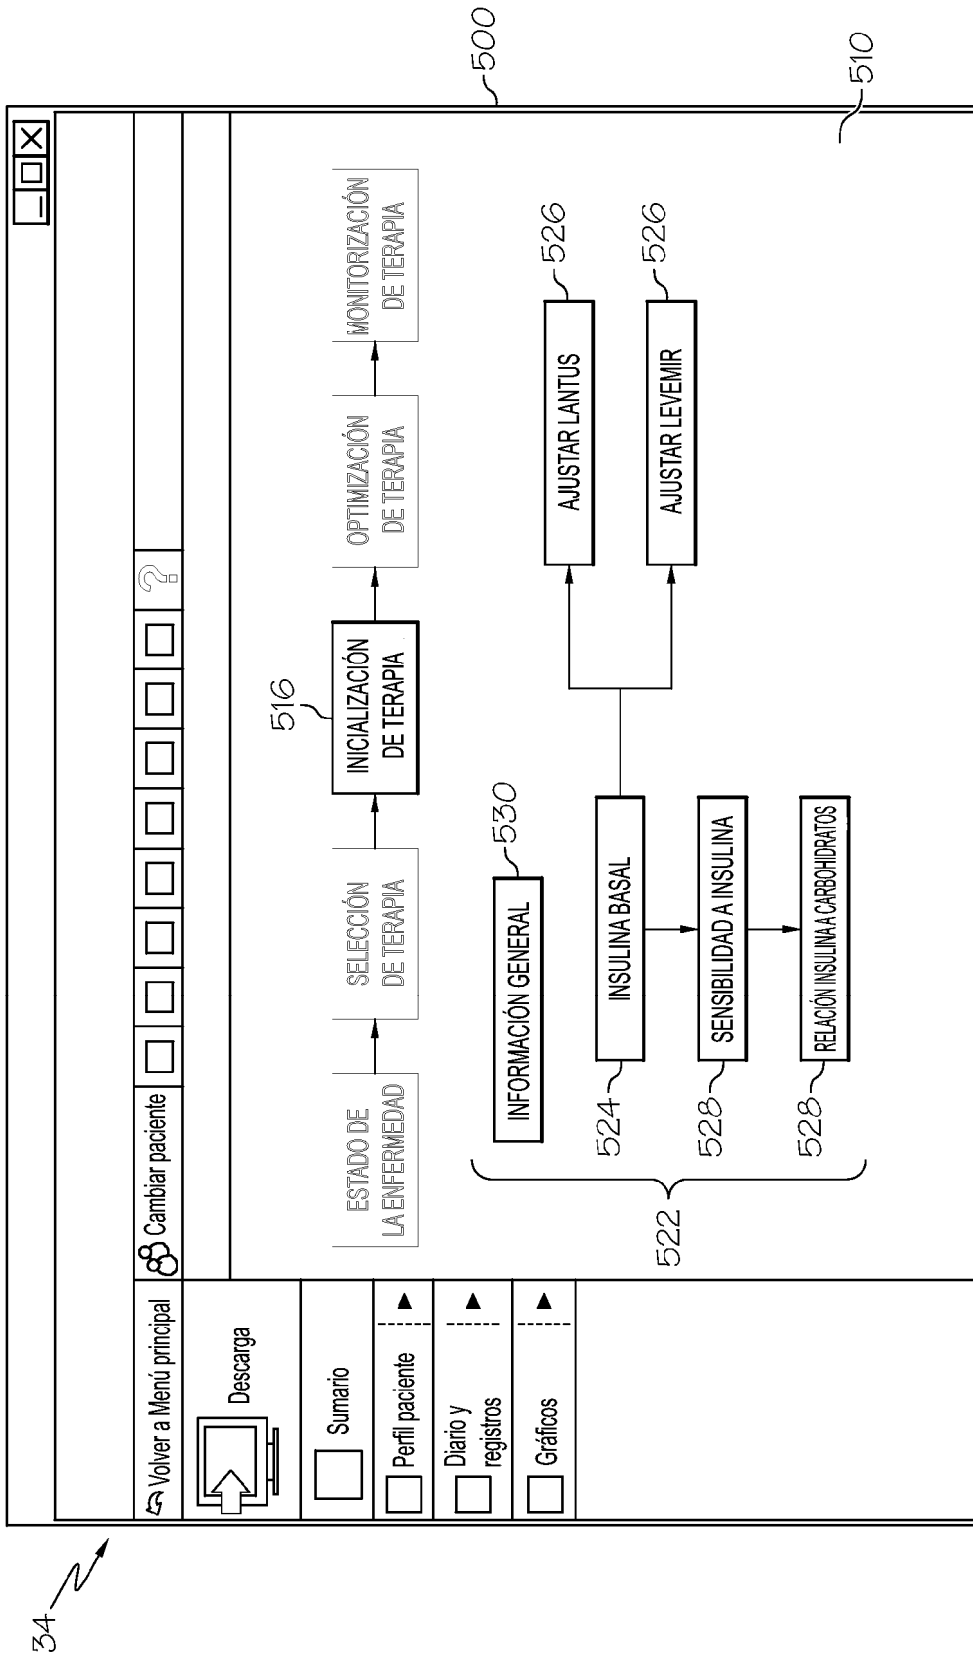 34
500
510
Volver a Menú principal
Cambiar paciente
?
Descarga
Sumario
Perfil paciente
Diario y
registros
Gráficos
516
ESTADO DE
LA ENFERMEDAD
SELECCIÓN
DE TERAPIA
INICIALIZACIÓN
DE TERAPIA
OPTIMIZACIÓN
DE TERAPIA
MONITORIZACIÓN
DE TERAPIA
522
INFORMACIÓN GENERAL
530
524
INSULINA BASAL
528
SENSIBILIDAD A INSULINA
528
RELACIÓN INSULINA A CARBOHIDRATOS
AJUSTAR LANTUS
526
AJUSTAR LEVEMIR
526